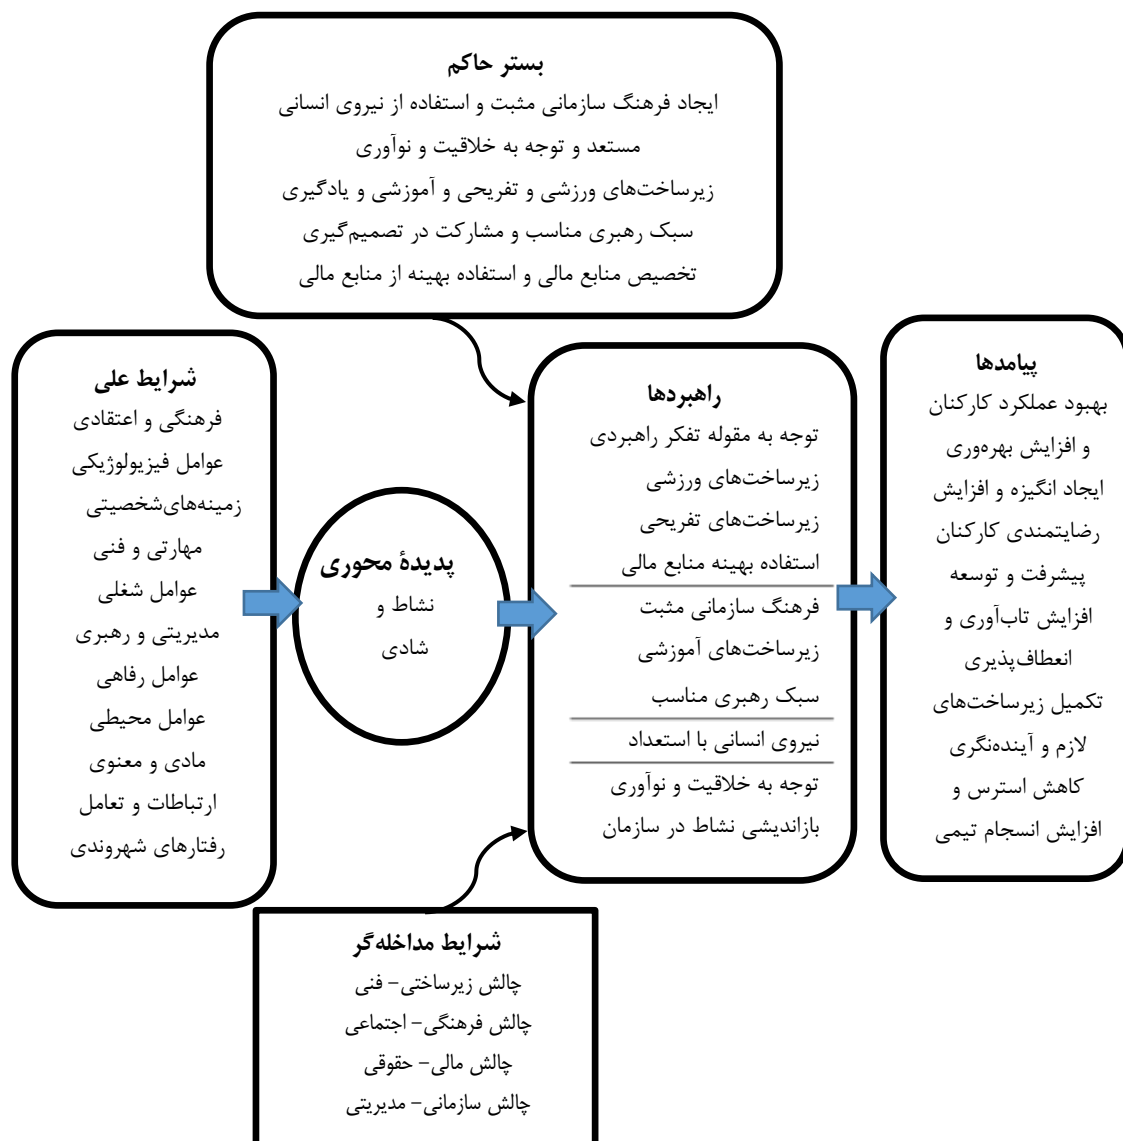 بستر حاکم
ایجاد فرهنگ سازمانی مثبت و استفاده از نیروی انسانی
مستعد و توجه به خلاقیت و نوآوری
زیرساخت‌های ورزشی و تفریحی و آموزشی و یادگیری
سبک رهبری مناسب و مشارکت در تصمیم‌گیری
تخصیص منابع مالی و استفاده بهینه از منابع مالی
شرایط علی
فرهنگی و اعتقادی
عوامل فیزیولوژیکی
زمینه‌های‌شخصیتی
مهارتی و فنی
عوامل شغلی
مدیریتی و رهبری
عوامل رفاهی
عوامل محیطی
مادی و معنوی
ارتباطات و تعامل
رفتارهای شهروندی
پدیدهٔ محوری
نشاط و
شادی
راهبردها
توجه به مقوله تفکر راهبردی
زیرساخت‌های ورزشی
زیرساخت‌های تفریحی
استفاده بهینه منابع مالی
فرهنگ سازمانی مثبت
زیرساخت‌های آموزشی
سبک رهبری مناسب
نیروی انسانی با استعداد
توجه به خلاقیت و نوآوری
بازاندیشی نشاط در سازمان
پیامدها
بهبود عملکرد کارکنان
و افزایش بهره‌وری
ایجاد انگیزه و افزایش
رضایتمندی کارکنان
پیشرفت و توسعه
افزایش تاب‌آوری و
انعطاف‌پذیری
تکمیل زیرساخت‌های
لازم و آینده‌نگری
کاهش استرس و
افزایش انسجام تیمی
شرایط مداخله‌گر
چالش زیرساختی– فنی
چالش فرهنگی– اجتماعی
چالش مالی– حقوقی
چالش سازمانی– مدیریتی